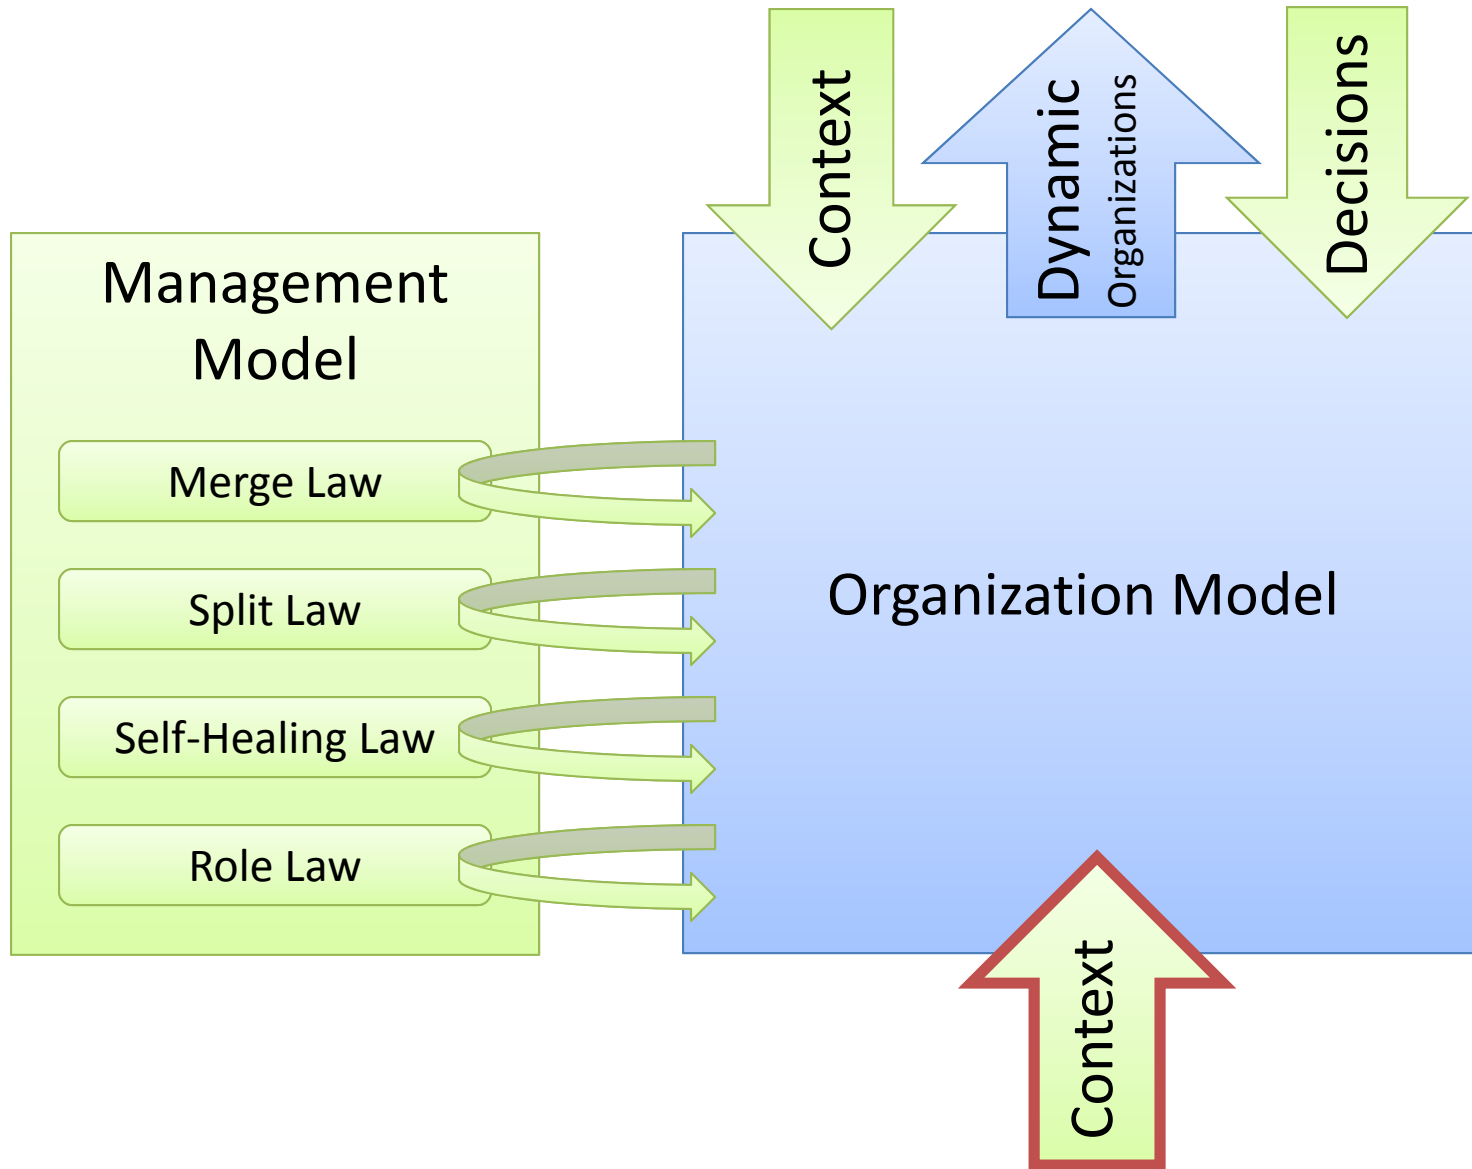 Context
Dynamic
Organizations
Decisions
Management
Model
Merge Law
Split Law
Self-Healing Law
Role Law
Organization Model
Context